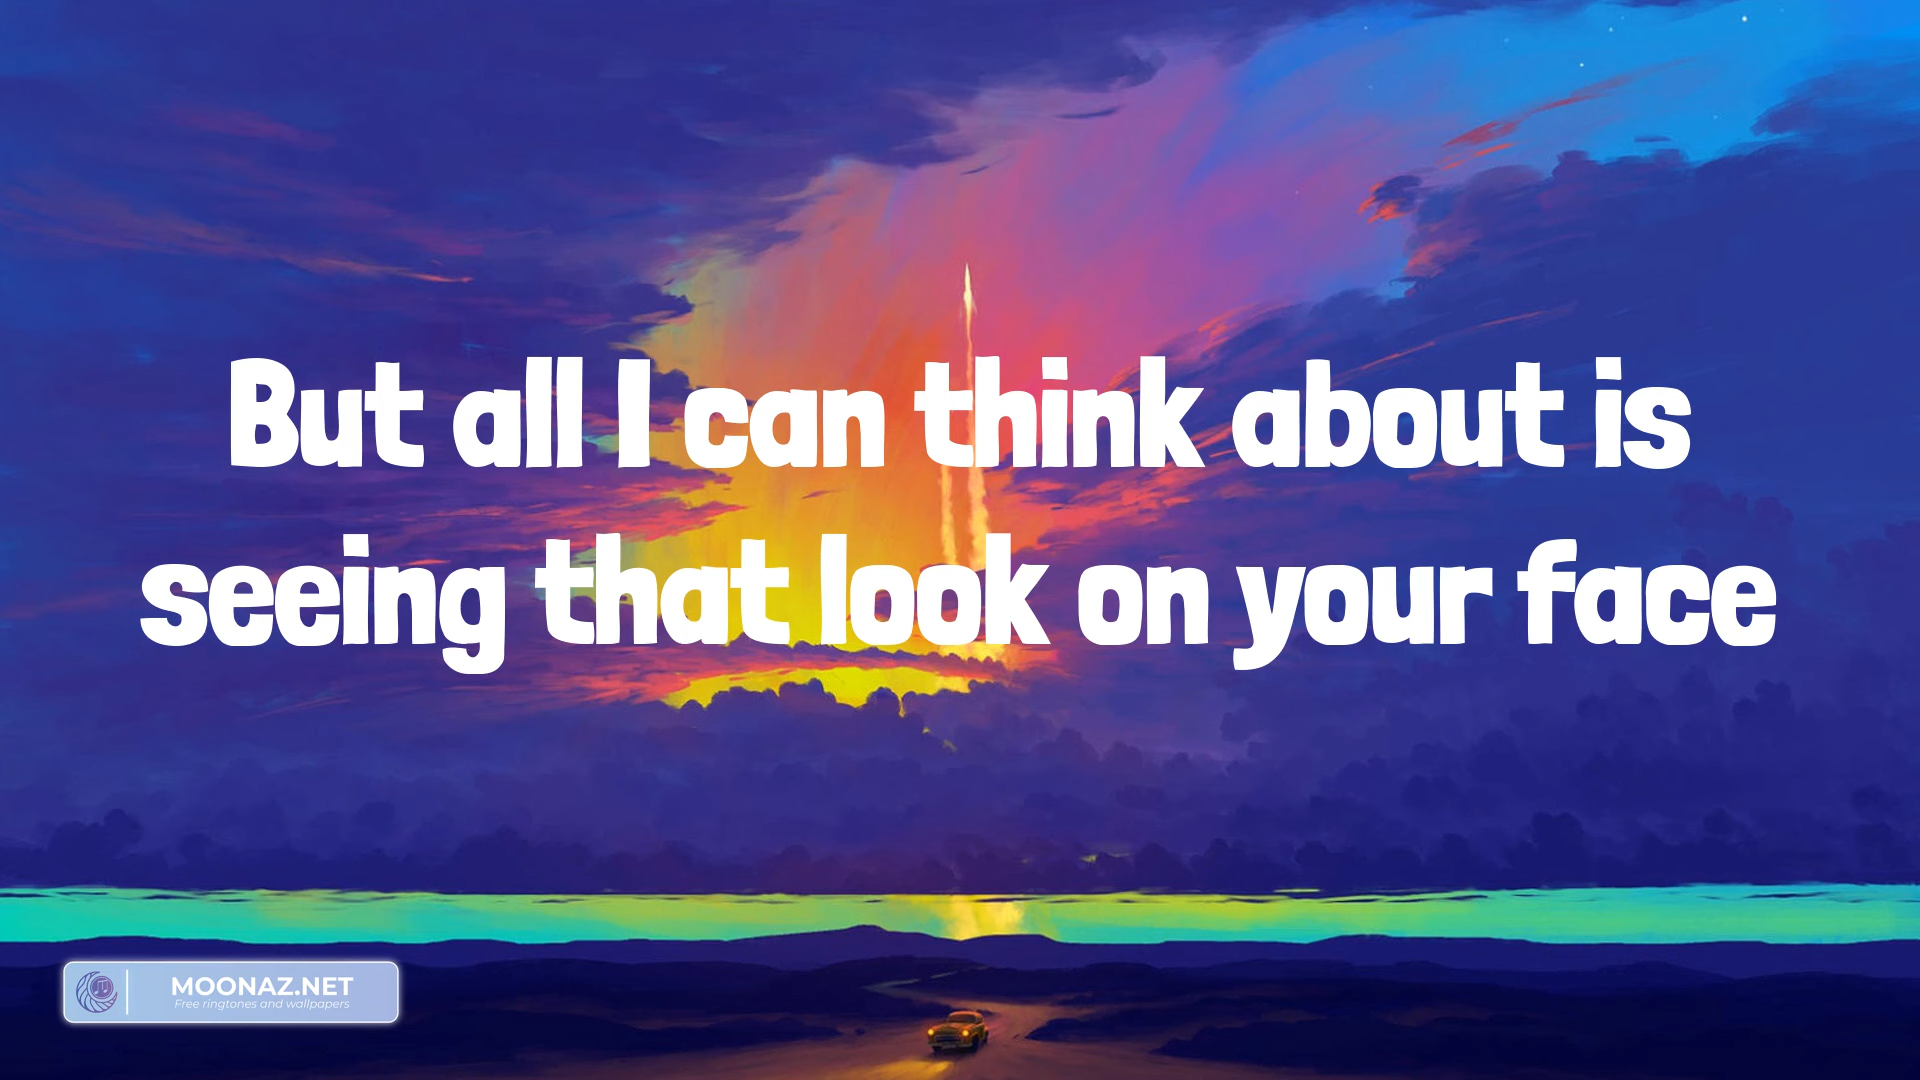 But all I can think about is
seeing that look on your face
MOONAZ.NET
Free ringtones and wallpapers